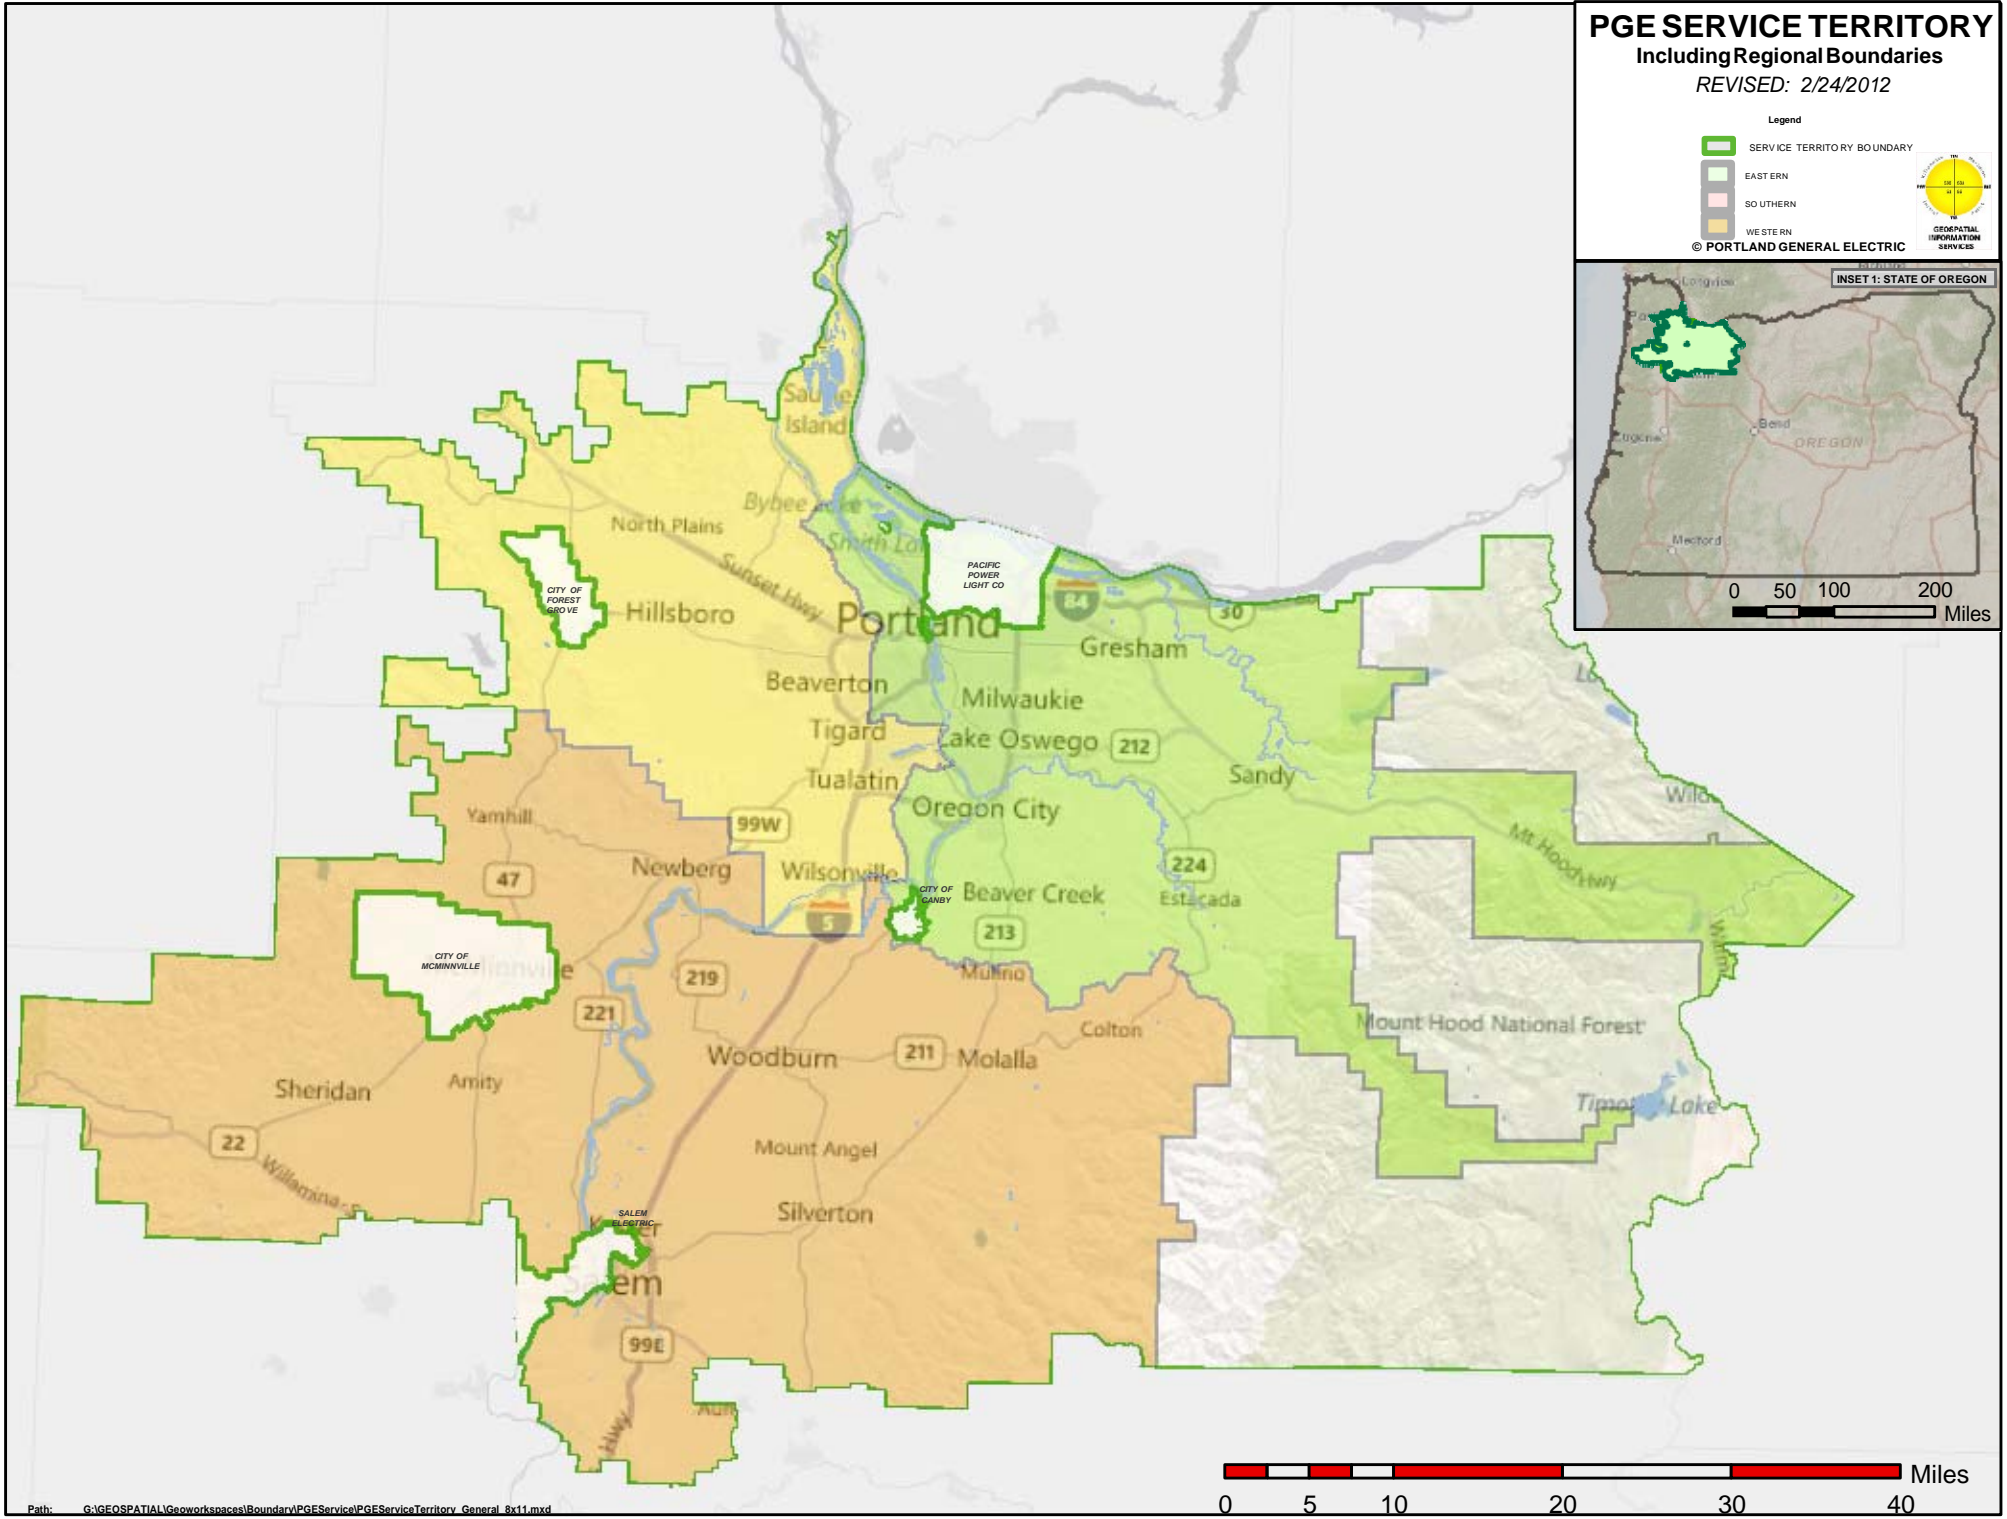 PGE SERVICE TERRITORY
Including Regional Boundaries
REVISED: 2/24/2012
Legend
SERVICE TERRITORY BOUNDARY
EASTERN
SOUTHERN
WESTERN
© PORTLAND GENERAL ELECTRIC
GEOSPATIAL
INFORMATION
SERVICES
INSET 1: STATE OF OREGON
Longview
Bend
OREGON
Medford
0 50 100 200
Miles
Island
Bybee Lake
North Plains
Smith
Sunset Hwy
PACIFIC
POWER
LIGHT CO
CITY OF
FOREST
GROVE
84
30
Hillsboro
Portland
Gresham
Beaverton
Milwaukie
Tigard
Lake Oswego
212
Tualatin
Sandy
Oregon City
Yamhill
99W
Mt Hood Hwy
Newberg
Wilsonville
47
224
CITY OF
CANBY
Beaver Creek
Estacada
5
213
CITY OF
MCMINNVILLE
Mulino
219
221
Mount Hood National Forest
Colton
Woodburn
211
Molalla
Sheridan
Amity
Lake
22
Mount Angel
Silverton
SALEM
ELECTRIC
Salem
99E
Hwy
Miles
0 5 10 20 30 40
Path: G:\GEOSPATIAL\Geoworkspaces\Boundary\PGEService\PGEServiceTerritory_General_8x11.mxd